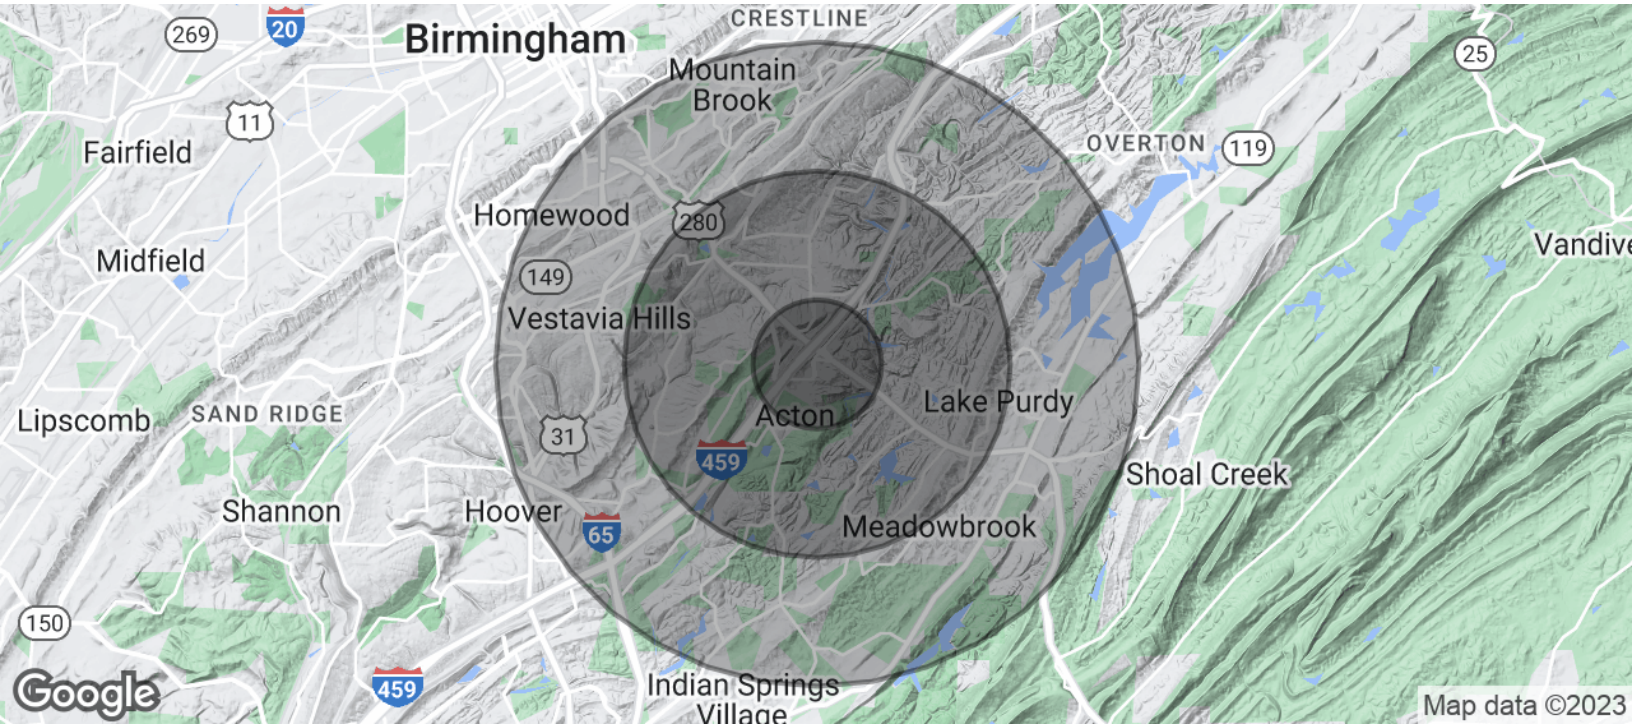 CRESTLINE
269
20
Birmingham
25
Mountain
Brook
11
OVERTON
119
Fairfield
Homewood
280
Vandive
Midfield
149
Vestavia Hills
Lake Purdy
Lipscomb
SAND RIDGE
Acton
31
459
Shoal Creek
Shannon
Hoover
65
Meadowbrook
150
Google
459
Indian Springs
Village
Map data ©2023